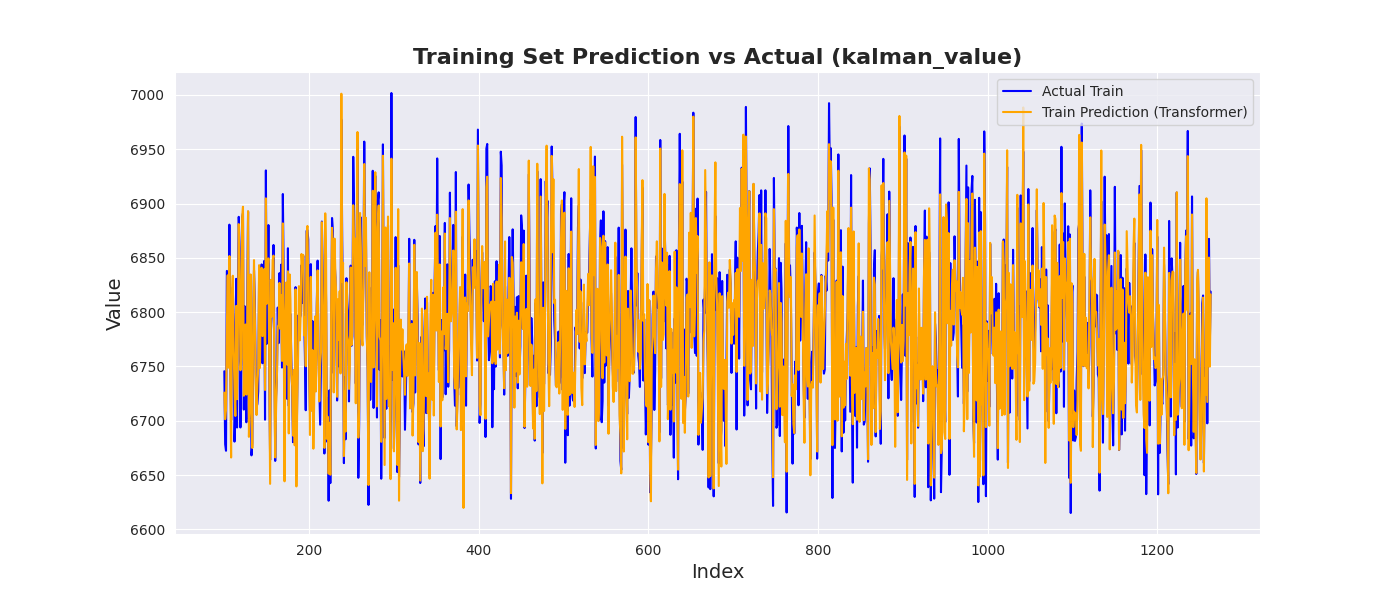 Training Set Prediction vs Actual (kalman_value)
Actual Train
Train Prediction (Transformer)
Value
7000
6950
6900
6850
6800
6750
6700
6650
6600
200 400 600 800 1000 1200
Index